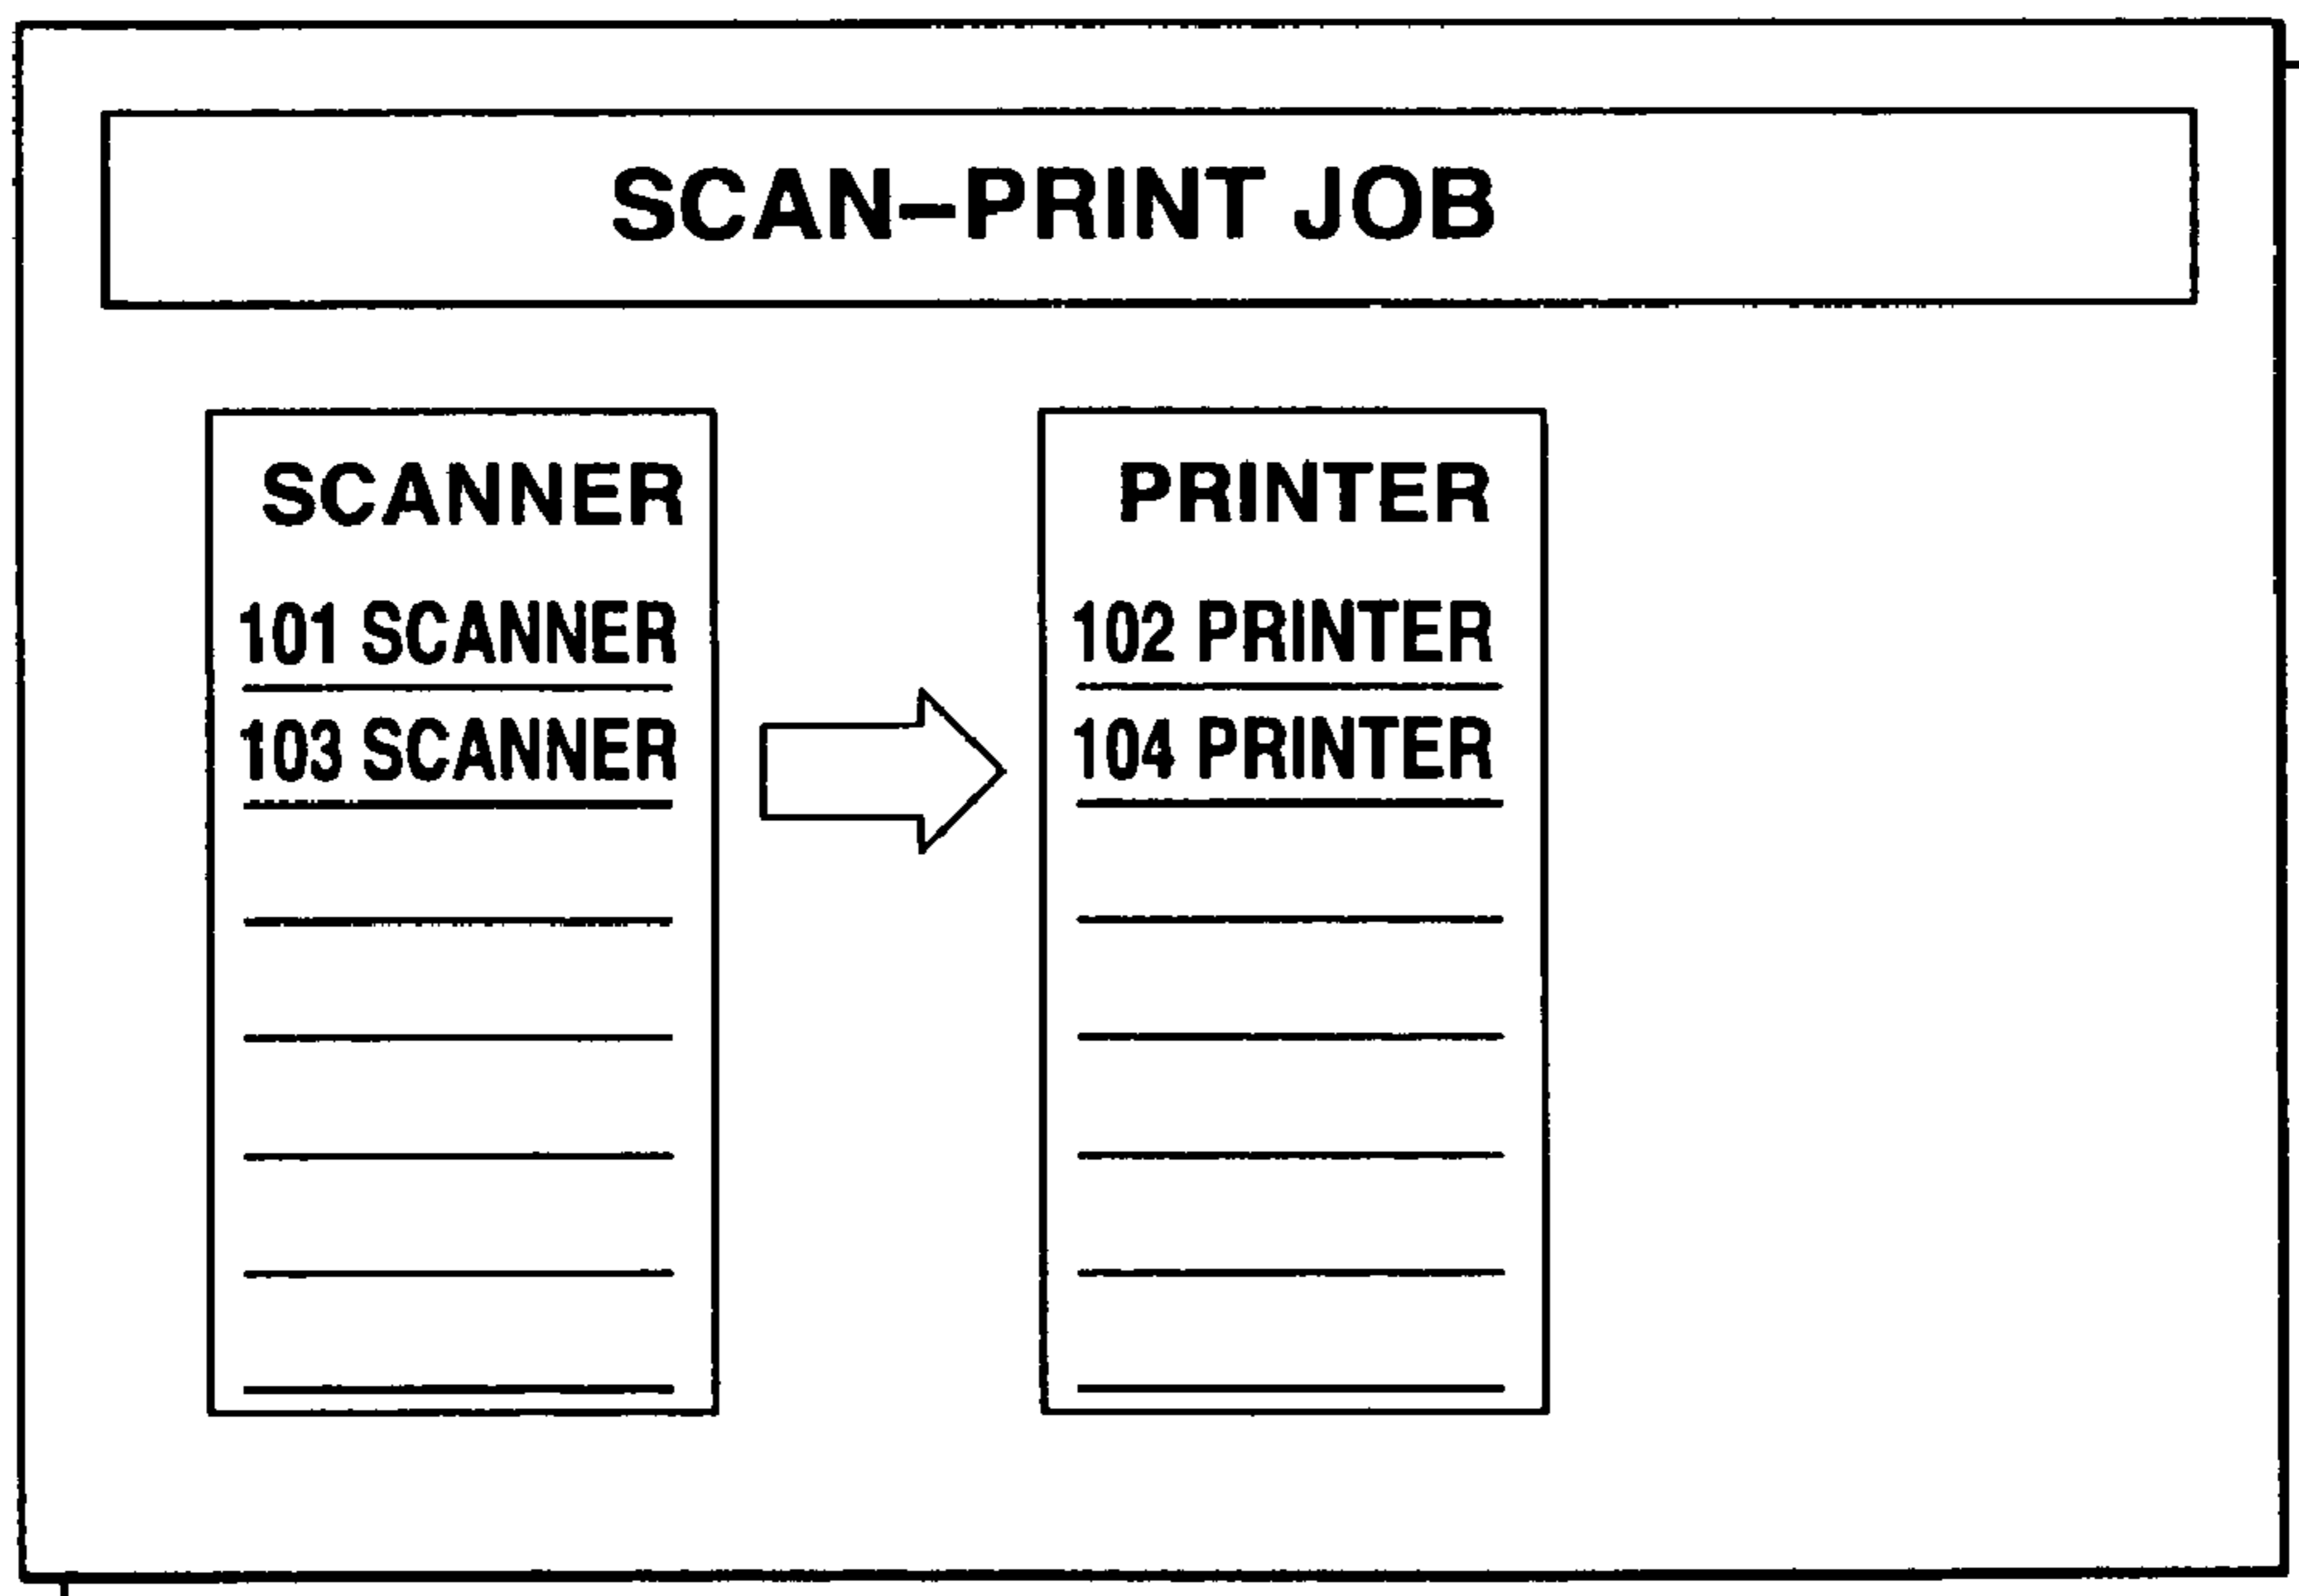 SCAN-PRINT JOB
SCANNER
101 SCANNER
103 SCANNER
PRINTER
102 PRINTER
104 PRINTER